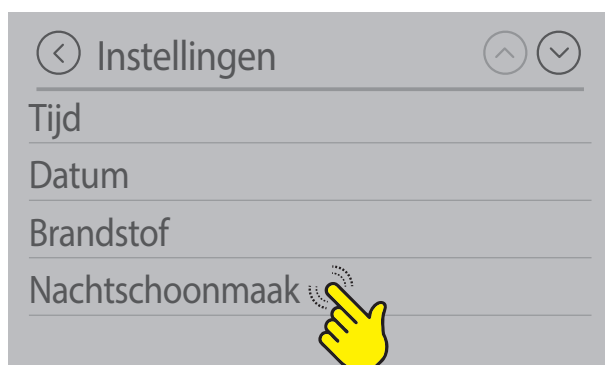 Instellingen
Tijd
Datum
Brandstof
Nachtschoonmaak